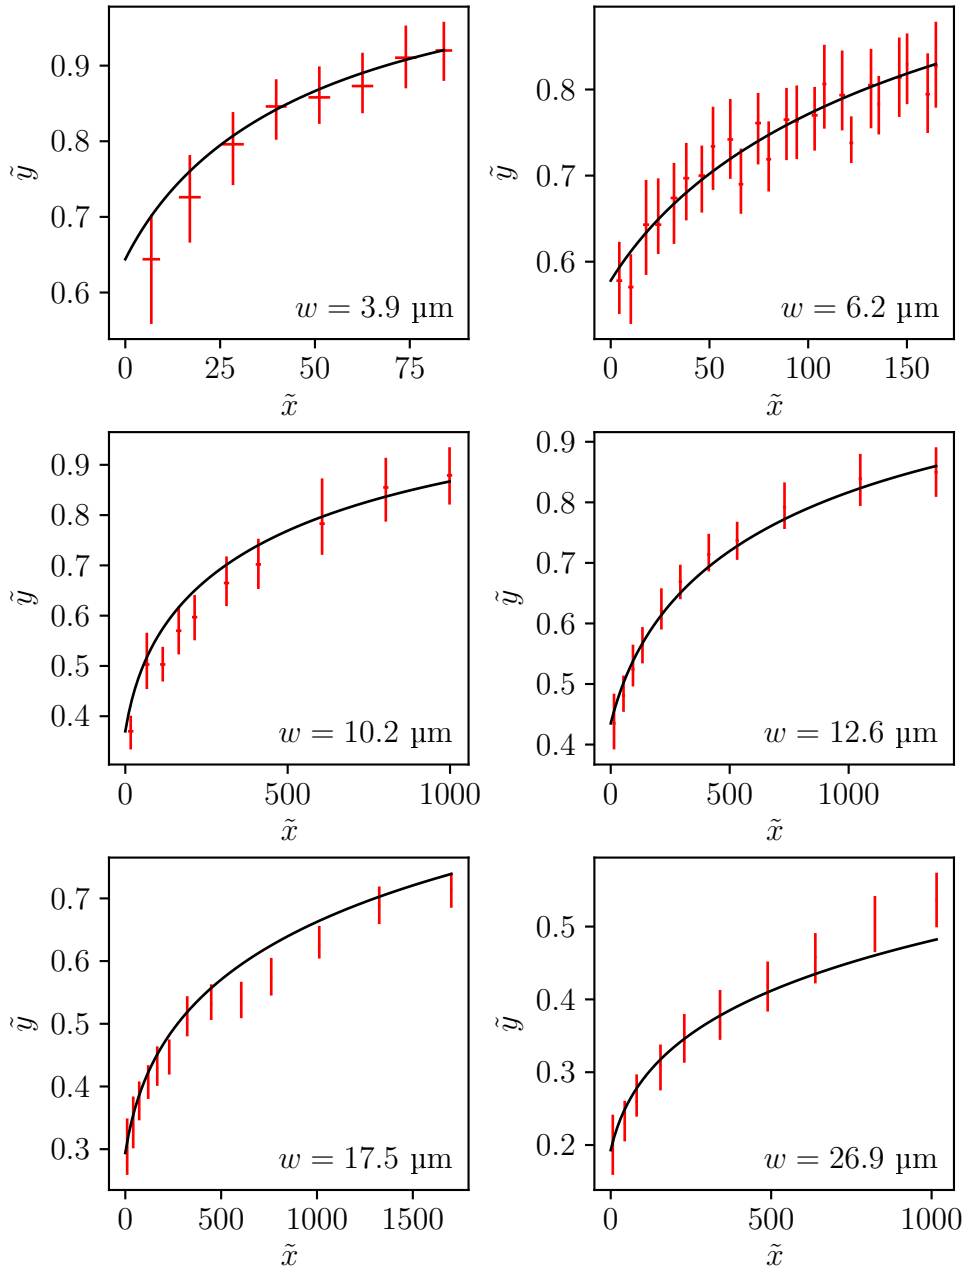 0.9
0.8
0.7
0.6
ỹ
w = 3.9 µm
0 25 50 75
x̃
0.8
0.7
0.6
ỹ
w = 6.2 µm
0 50 100 150
x̃
0.9
0.8
0.7
0.6
0.5
0.4
ỹ
w = 10.2 µm
0 500 1000
x̃
0.9
0.8
0.7
0.6
0.5
0.4
ỹ
w = 12.6 µm
0 500 1000
x̃
0.7
0.6
0.5
0.4
0.3
ỹ
w = 17.5 µm
0 500 1000 1500
x̃
0.5
0.4
0.3
0.2
ỹ
w = 26.9 µm
0 500 1000
x̃